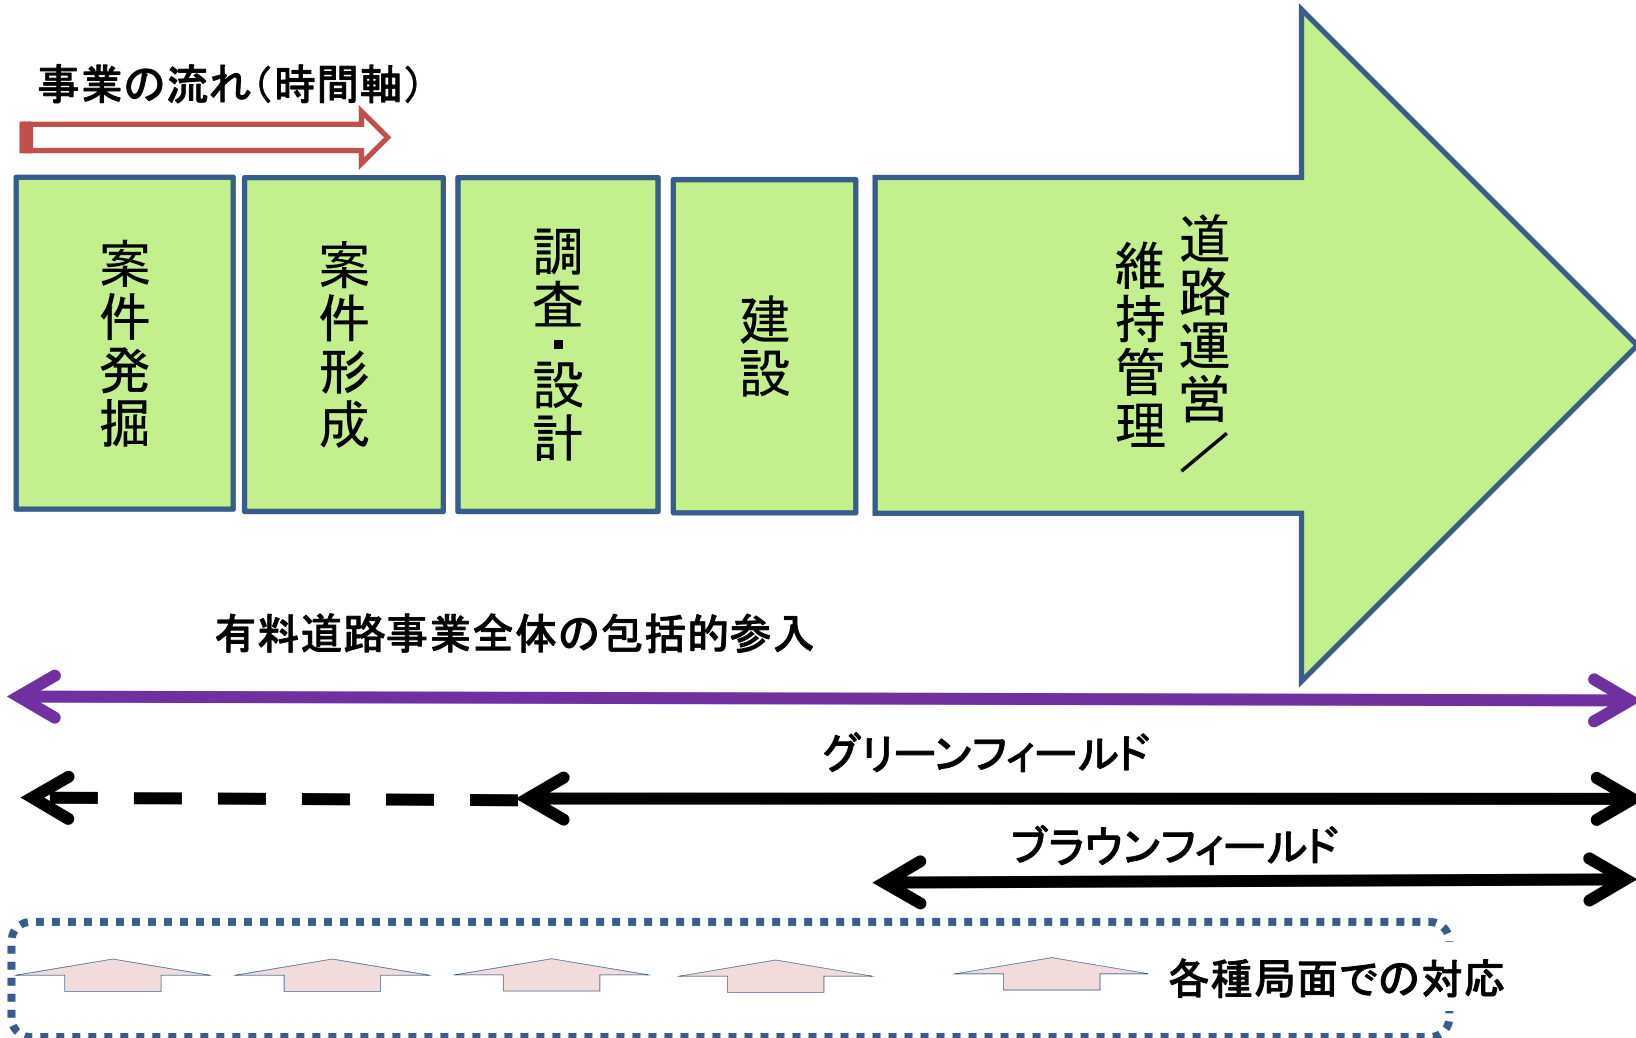 事業の流れ（時間軸）
案件発掘
案件形成
調査・設計
建設
道路運営／
維持管理
有料道路事業全体の包括的参入
グリーンフィールド
ブラウンフィールド
各種局面での対応